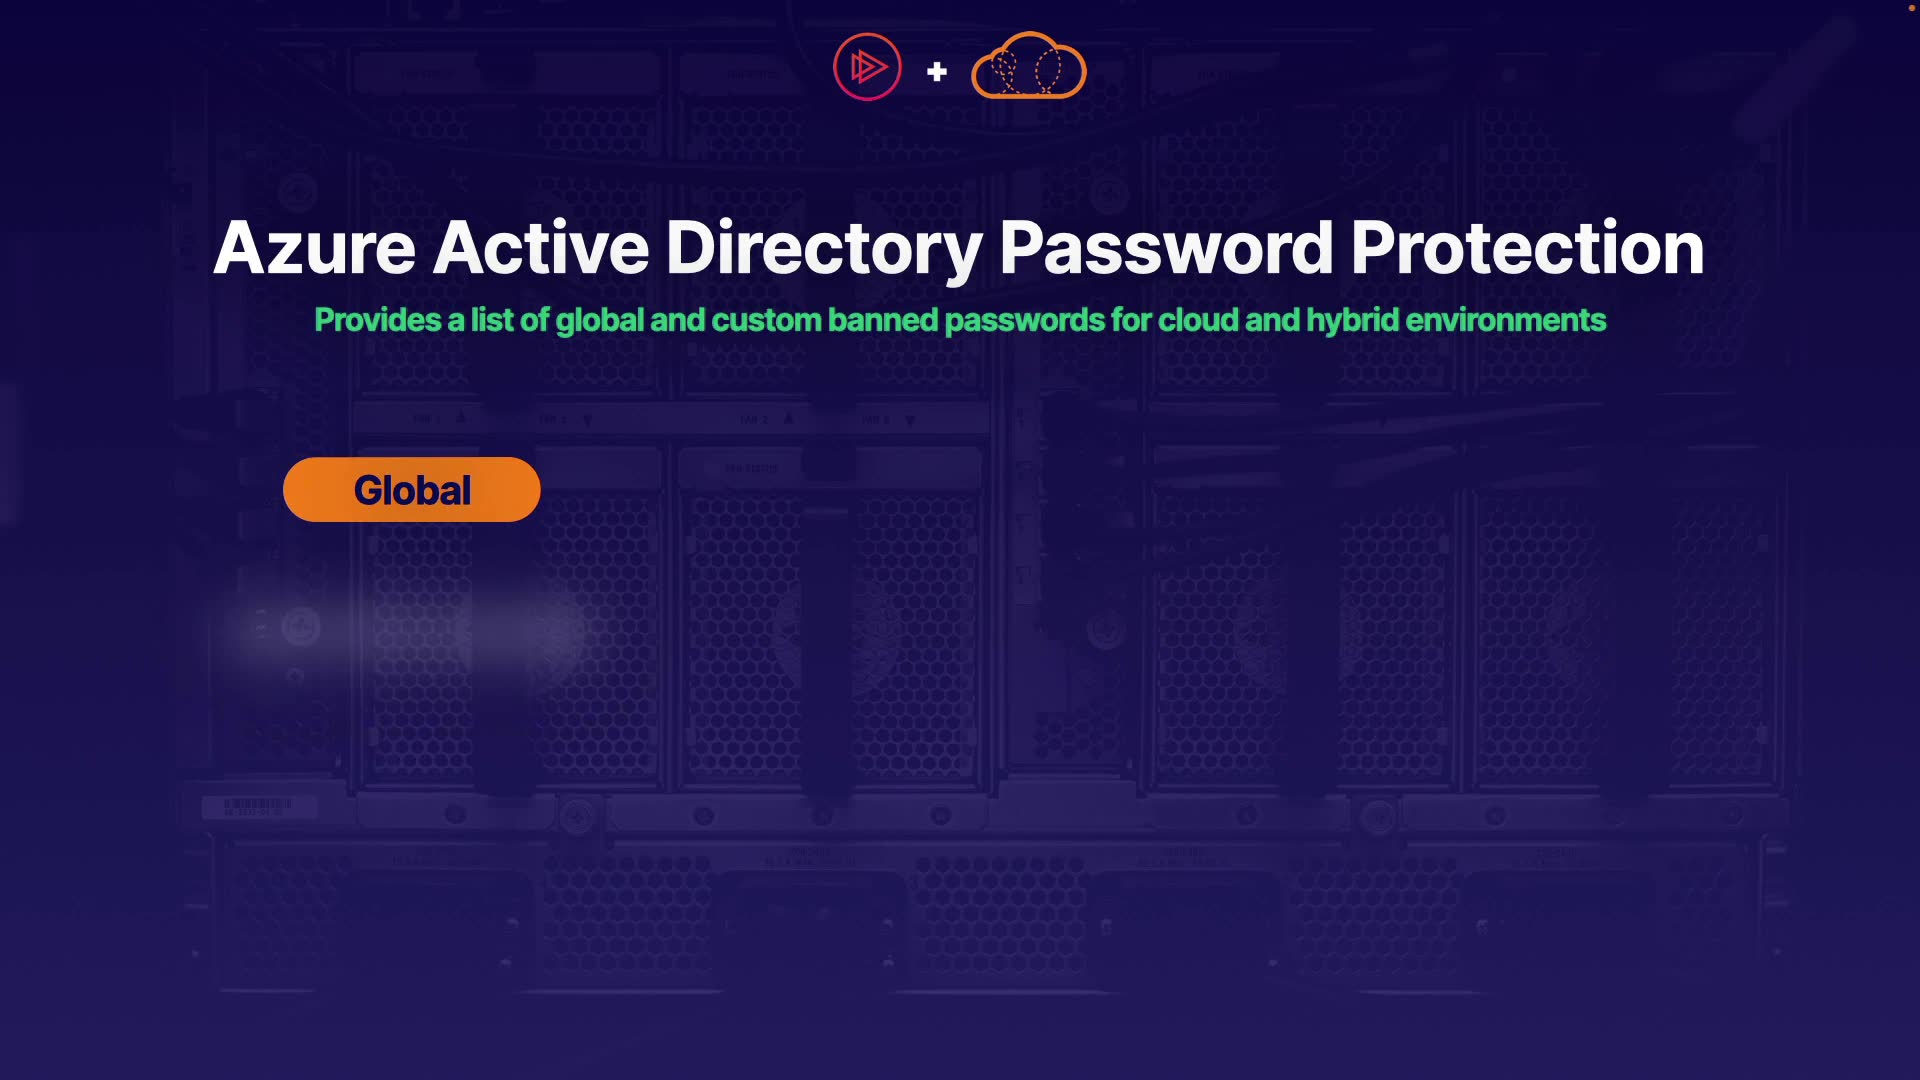 Azure Active Directory Password Protection
Provides a list of global and custom banned passwords for cloud and hybrid environments
Global